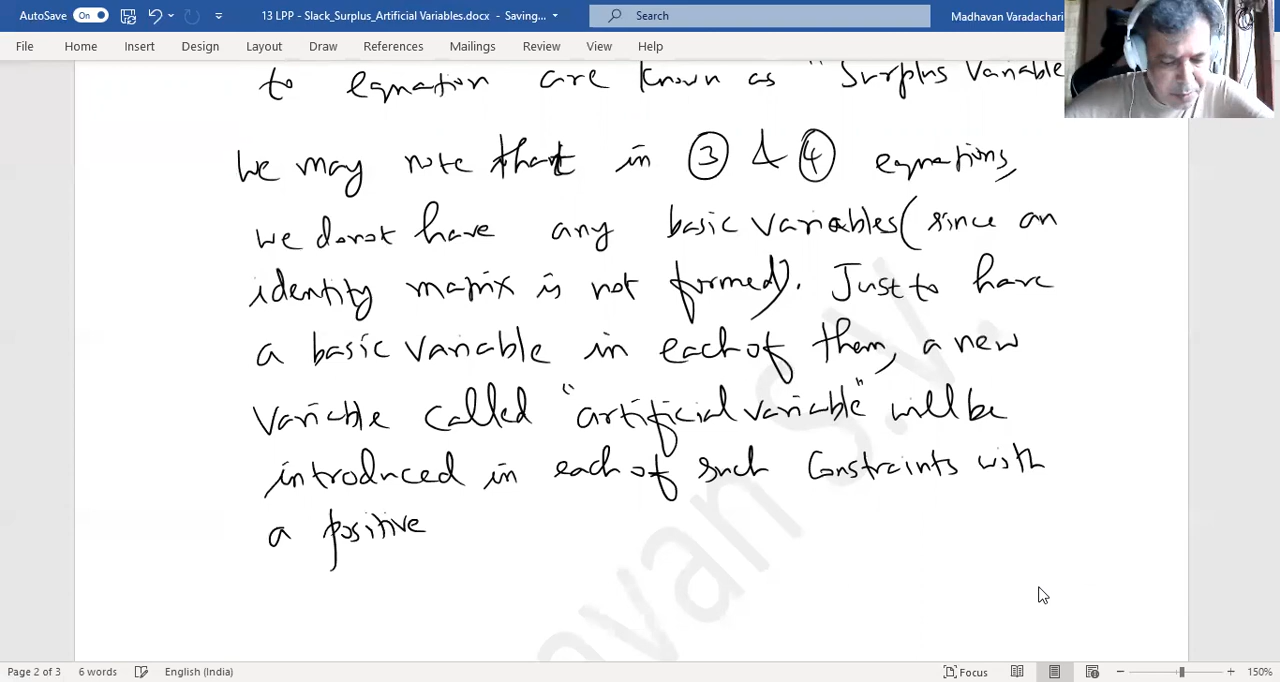 AutoSave On 13 LPP - Slack_Surplus_Artificial Variables.docx - Saving... Search Madhavan Varadachari
File Home Insert Design Layout Draw References Mailings Review View Help
to equation are known as "Surplus Variable
We may note that in ③ & ④ equations,
we donot have any basic variables (since an
identity matrix is not formed). Just to have
a basic variable in each of them, a new
variable called "artificial variable" will be
introduced in each of such constraints with
a positive
avan S.V.
Page 2 of 3 6 words English (India) Focus 150%